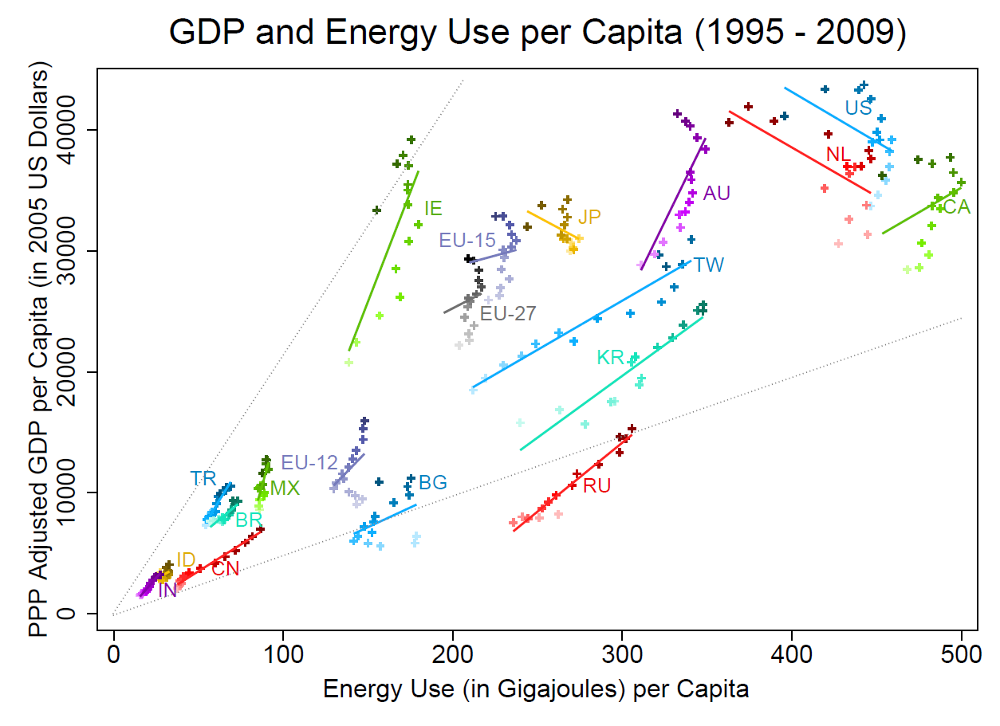 GDP and Energy Use per Capita (1995 - 2009)
PPP Adjusted GDP per Capita (in 2005 US Dollars)
40000
30000
20000
10000
0
US
NL
AU
IE
CA
JP
EU-15
TW
EU-27
KR
EU-12
TR
MX
BG
RU
BR
ID
CN
IN
0 100 200 300 400 500
Energy Use (in Gigajoules) per Capita